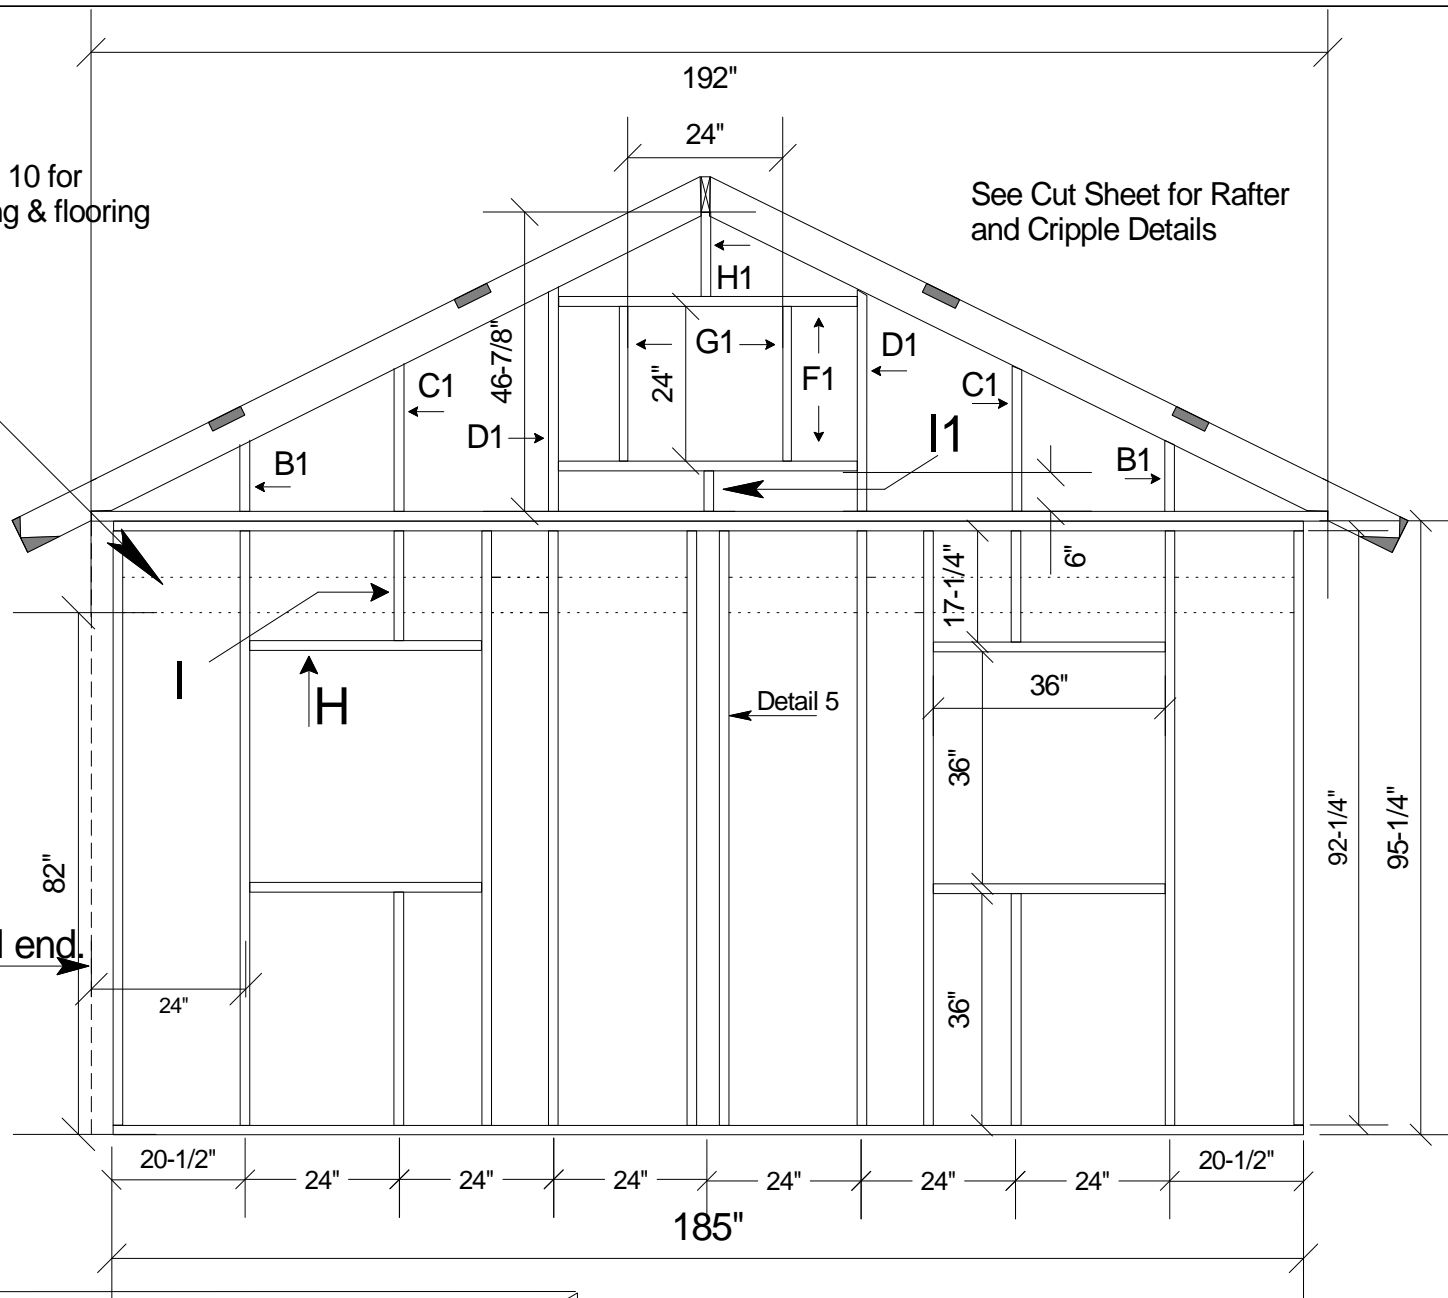 192"
24"
10 for
g & flooring
See Cut Sheet for Rafter
and Cripple Details
H1
46-7/8"
G1
D1
24"
F1
C1
C1
D1
I1
B1
B1
17-1/4"
6"
I
H
36"
Detail 5
36"
92-1/4"
95-1/4"
82"
end.
24"
36"
20-1/2"
24"
24"
24"
24"
24"
24"
20-1/2"
185"